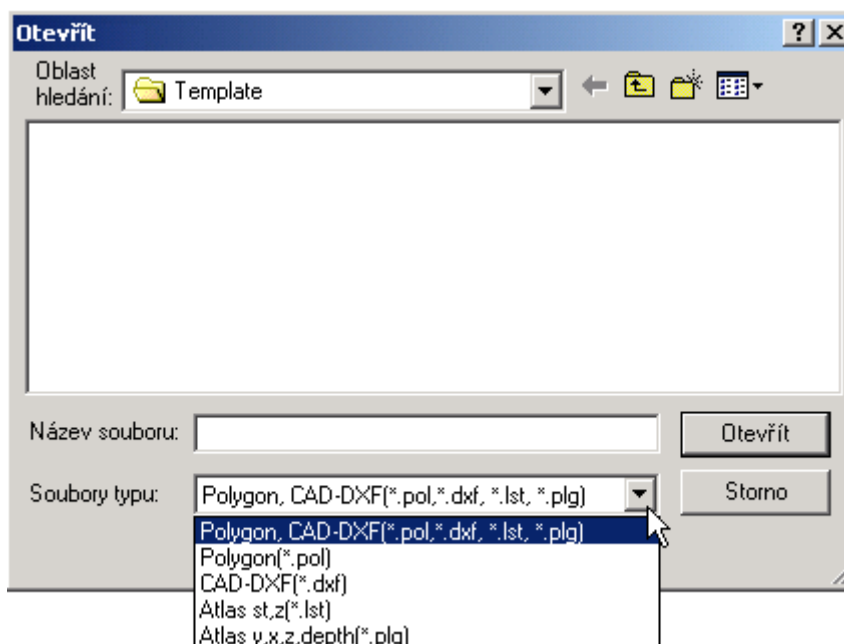 Otevřít
Oblast
hledání:
Template
Název souboru:
Otevřít
Soubory typu:
Polygon, CAD-DXF(*.pol,*.dxf, *.lst, *.plg)
Storno
Polygon, CAD-DXF(*.pol,*.dxf, *.lst, *.plg)
Polygon(*.pol)
CAD-DXF(*.dxf)
Atlas st,z(*.lst)
Atlas y,x,z,depth(*.plg)